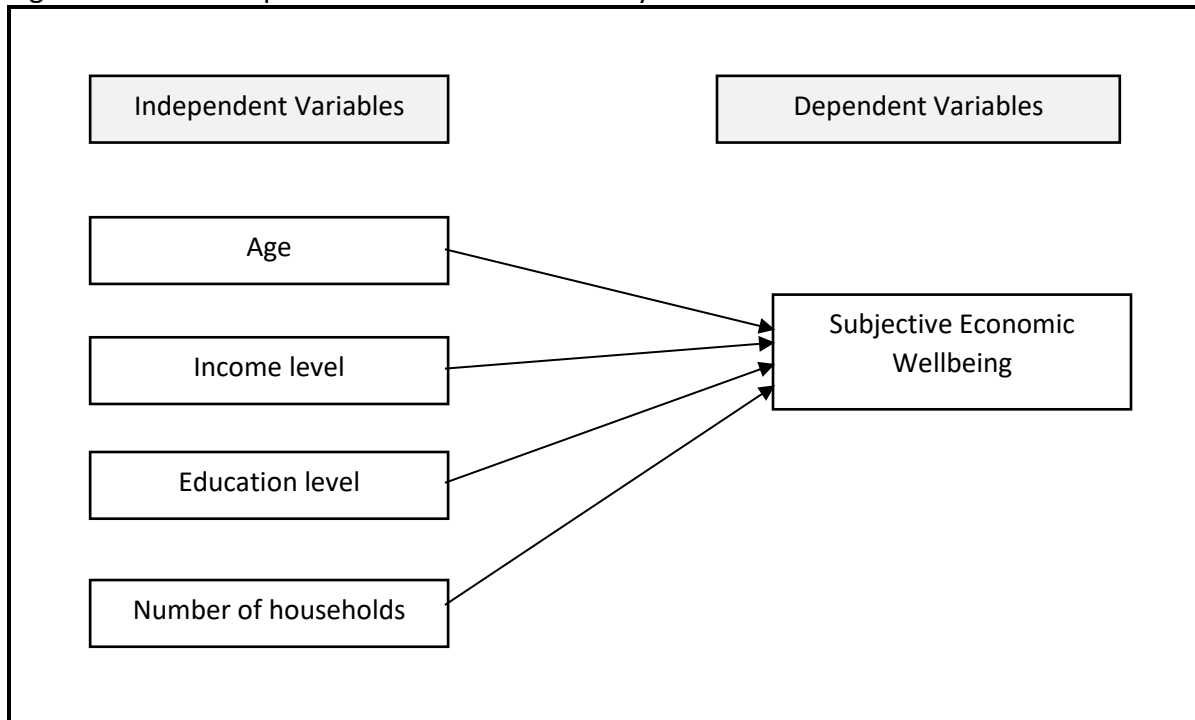 Independent Variables
Dependent Variables
Age
Income level
Education level
Number of households
Subjective Economic
Wellbeing